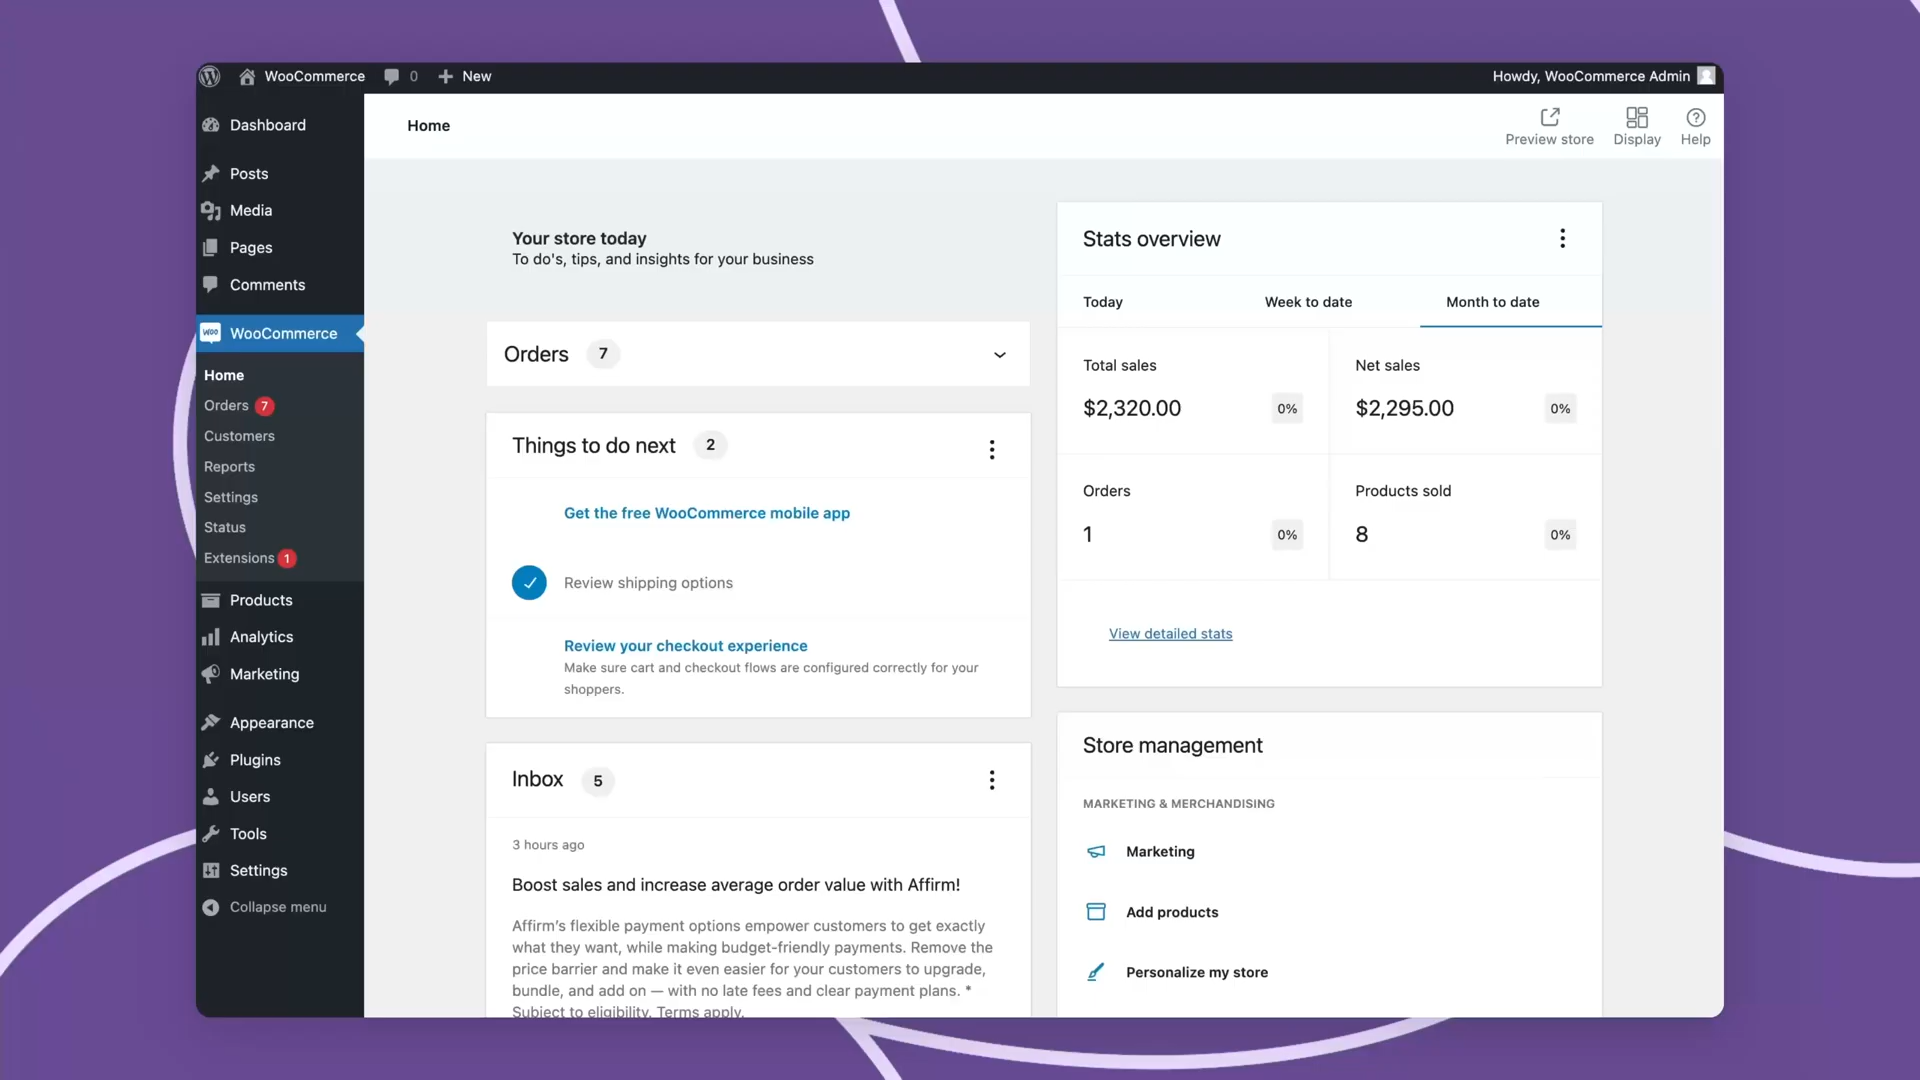 WooCommerce
0
New
Howdy, WooCommerce Admin
Dashboard
Posts
Media
Pages
Comments
WOO
WooCommerce
Home
Orders 7
Customers
Reports
Settings
Status
Extensions 1
Products
Analytics
Marketing
Appearance
Plugins
Users
Tools
Settings
Collapse menu
Home
Preview store
Display
Help
Your store today
To do's, tips, and insights for your business
Orders 7
Things to do next 2
Get the free WooCommerce mobile app
Review shipping options
Review your checkout experience
Make sure cart and checkout flows are configured correctly for your
shoppers.
Inbox 5
3 hours ago
Boost sales and increase average order value with Affirm!
Affirm’s flexible payment options empower customers to get exactly
what they want, while making budget-friendly payments. Remove the
price barrier and make it even easier for your customers to upgrade,
bundle, and add on — with no late fees and clear payment plans. *
Subject to eligibility. Terms apply.
Stats overview
Today
Week to date
Month to date
Total sales
$2,320.00 0%
Net sales
$2,295.00 0%
Orders
1 0%
Products sold
8 0%
View detailed stats
Store management
MARKETING & MERCHANDISING
Marketing
Add products
Personalize my store